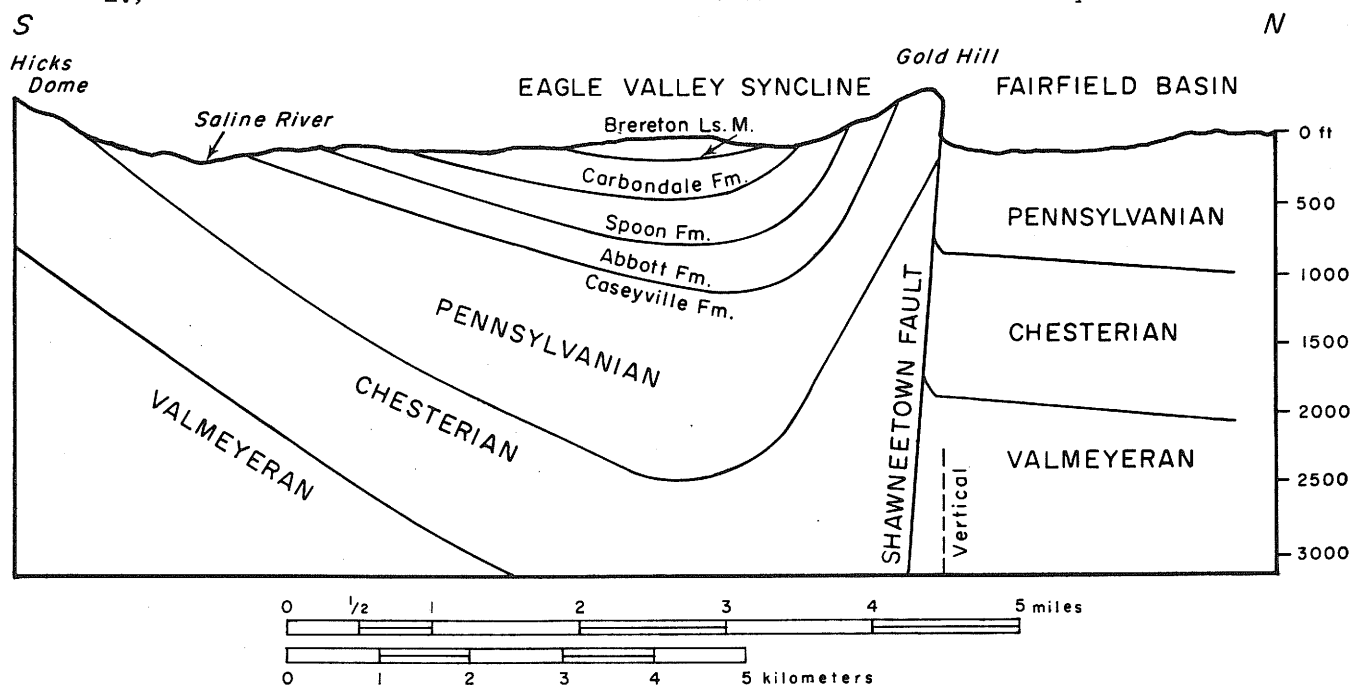 S
N
Hicks
Dome
Saline River
EAGLE VALLEY SYNCLINE
Gold Hill
FAIRFIELD BASIN
Brereton Ls. M.
Carbondale Fm.
Spoon Fm.
Abbott Fm.
Caseyville Fm.
PENNSYLVANIAN
CHESTERIAN
VALMEYERAN
SHAWNEETOWN FAULT
Vertical
PENNSYLVANIAN
CHESTERIAN
VALMEYERAN
0 ft
500
1000
1500
2000
2500
3000
0 1/2 1 2 3 4 5 miles
0 1 2 3 4 5 kilometers